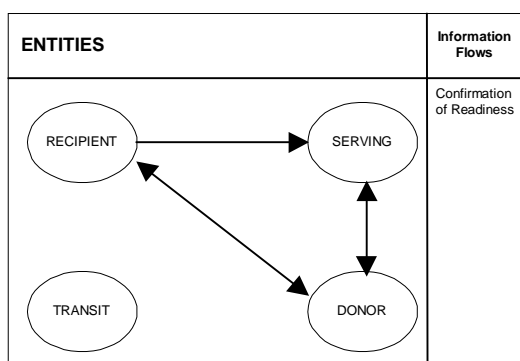 ENTITIES
Information
Flows
Confirmation
of Readiness
RECIPIENT
SERVING
TRANSIT
DONOR